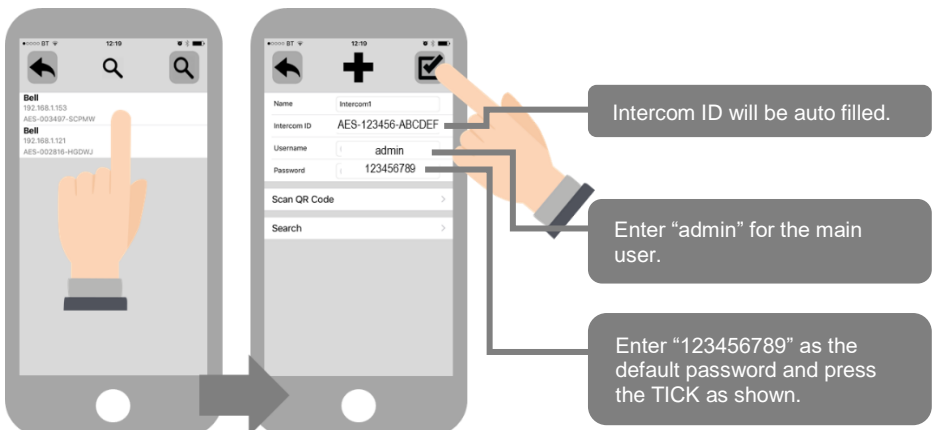 BT 12:19
Bell
192.168.1.153
AES-003497-SCPMW
Bell
192.168.1.121
AES-002816-HGDWJ
BT 12:19
Name Intercom1
Intercom ID AES-123456-ABCDEF
Username admin
Password 123456789
Scan QR Code
Search
Intercom ID will be auto filled.
Enter “admin” for the main
user.
Enter “123456789” as the
default password and press
the TICK as shown.